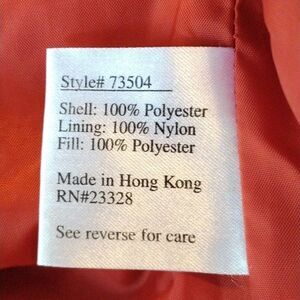 Style# 73504
Shell: 100% Polyester
Lining: 100% Nylon
Fill: 100% Polyester
Made in Hong Kong
RN#23328
See reverse for care